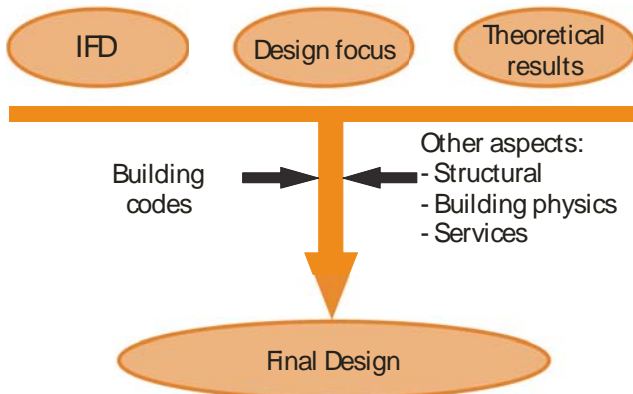 IFD
Design focus
Theoretical
results
Building
codes
Other aspects:
- Structural
- Building physics
- Services
Final Design